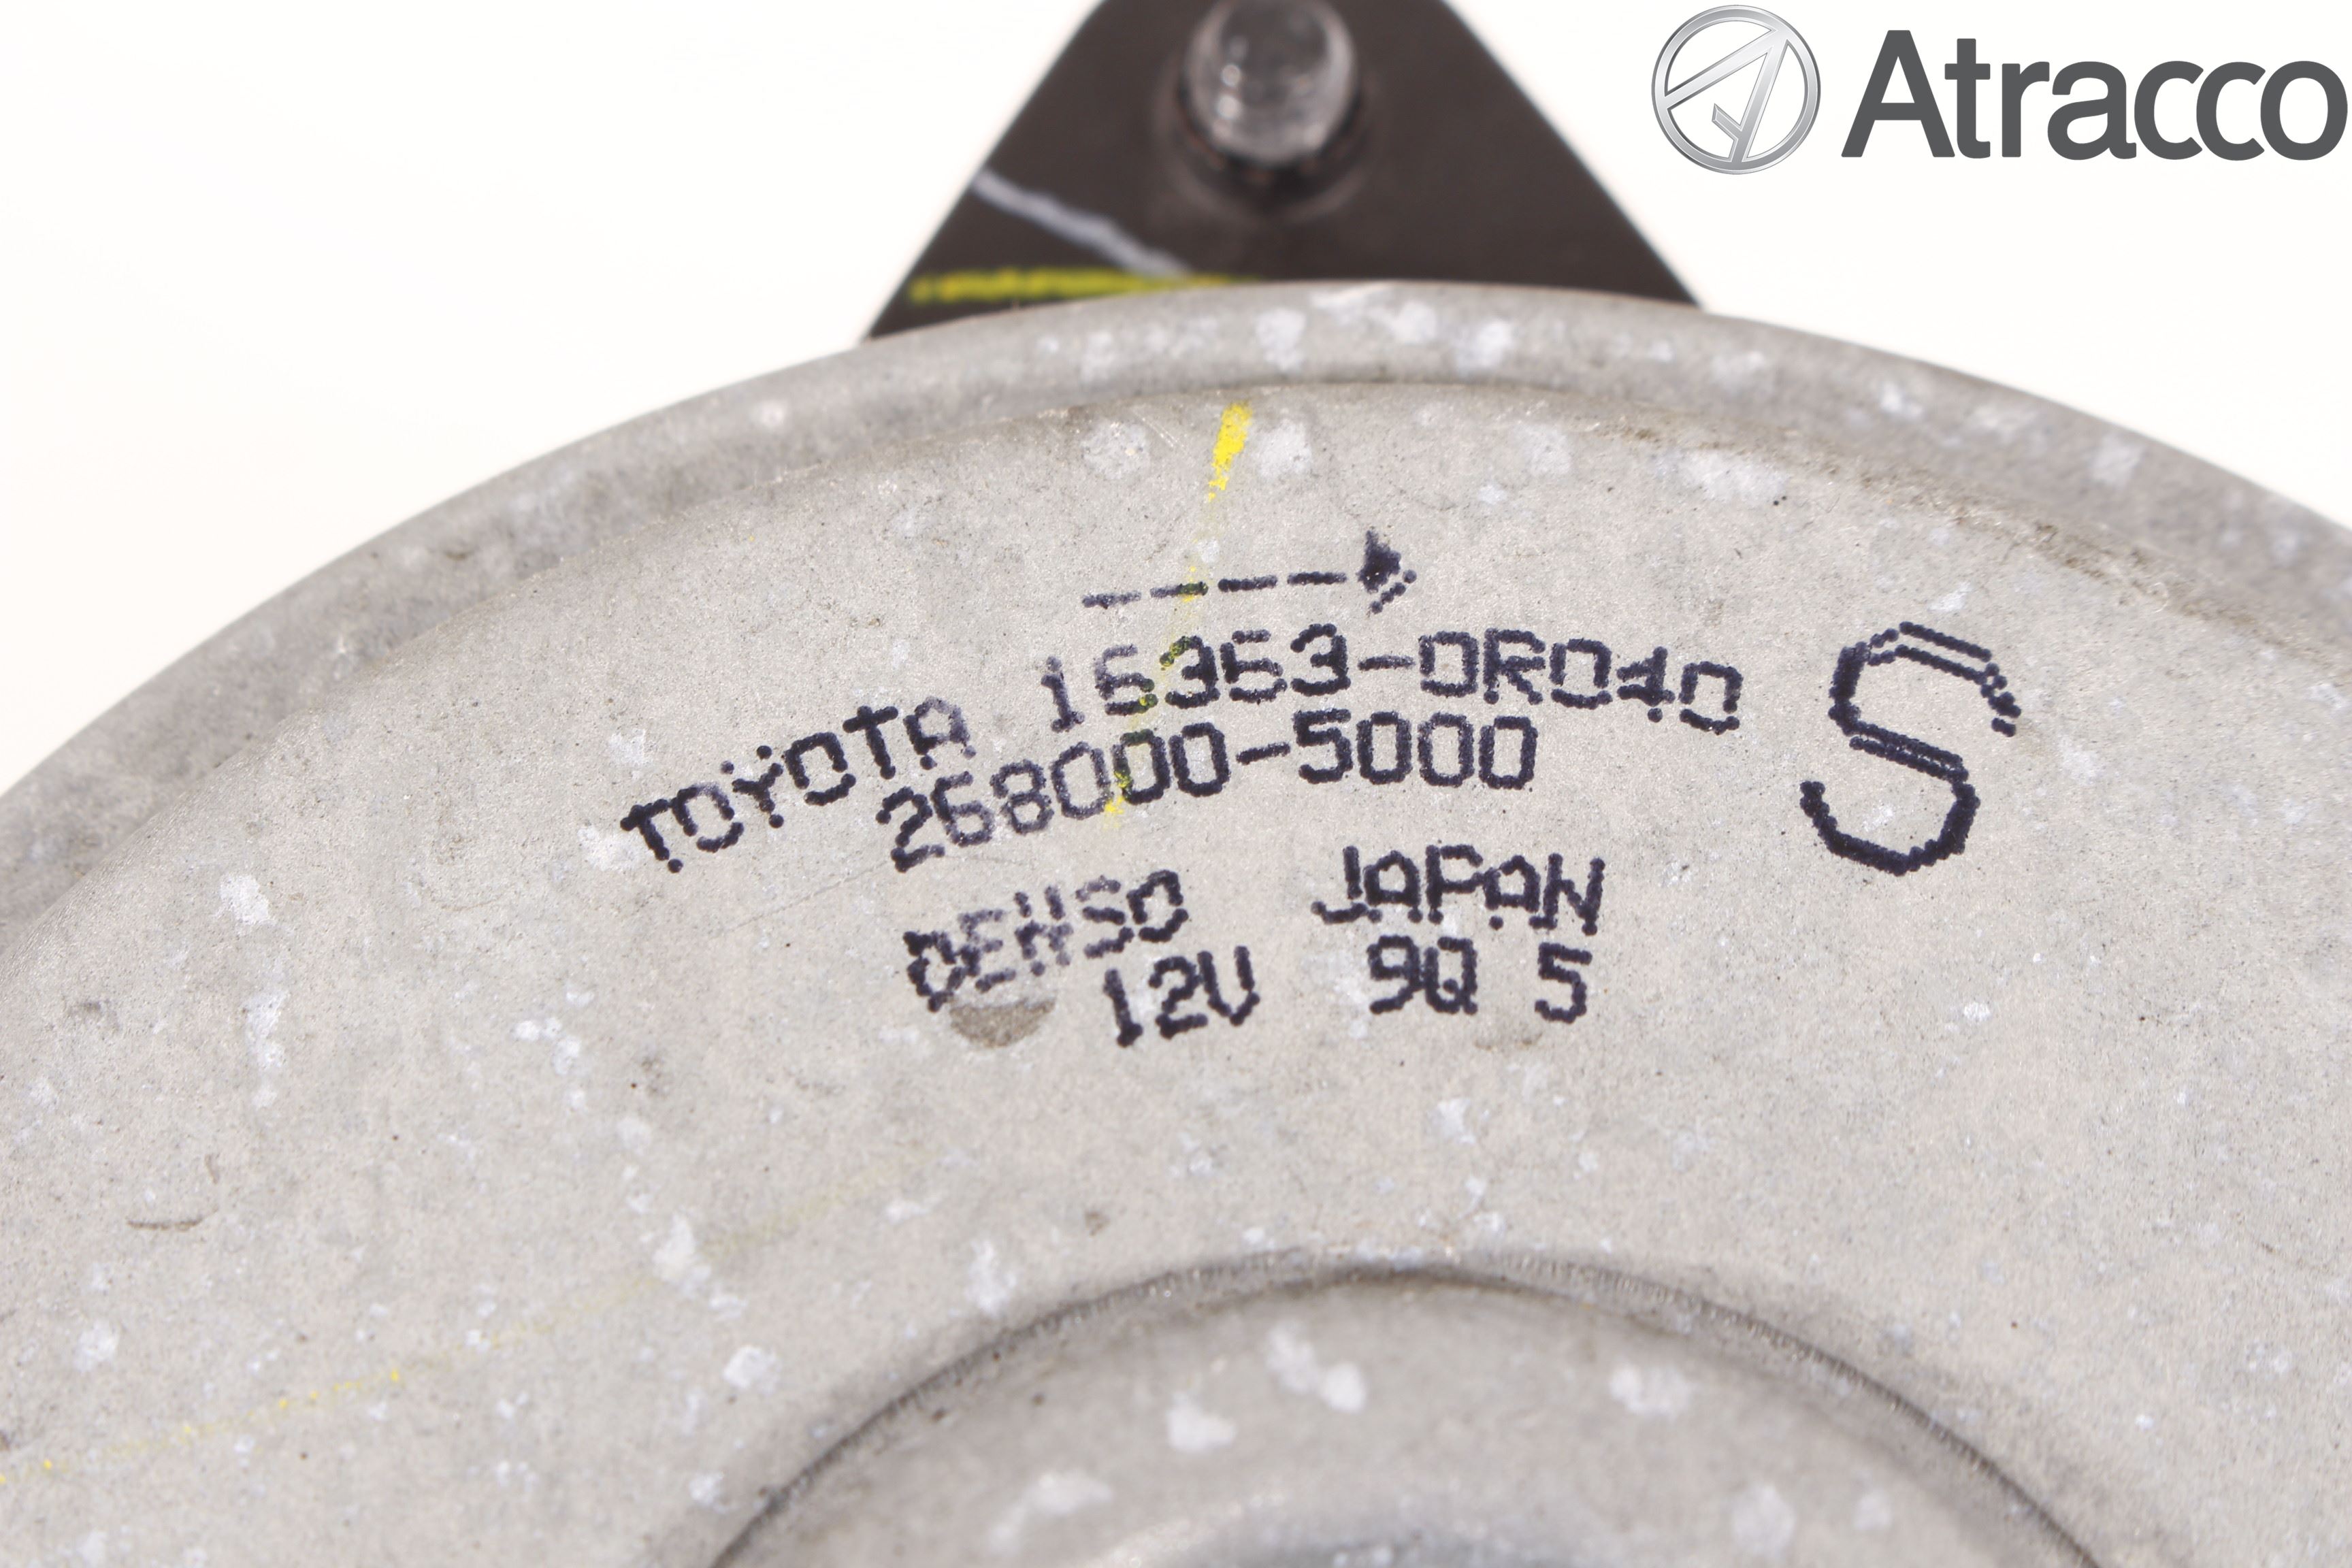 Atracco
TOYOTA 16363-0R040
268000-5000
S
DENSO JAPAN
12V 9Q 5